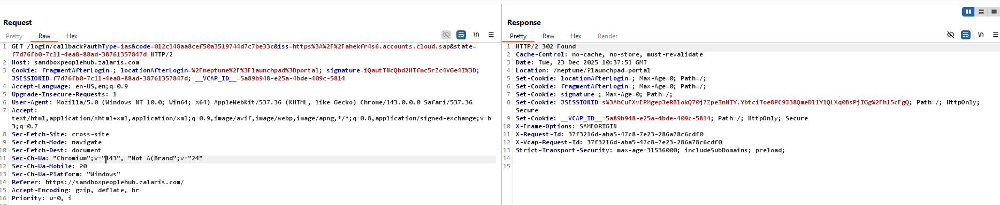 Request
Pretty Raw Hex \n
1 GET /login/callback?authType=ias&code=012c148aa8cef50a3519744d7c7be33c&iss=https%3A%2F%2Fahekfr4s6.accounts.cloud.sap&state=
f7d76fb0-7c11-4ea8-88ad-38761357847d HTTP/2
2 Host: sandboxpeoplehub.zalaris.com
3 Cookie: fragmentAfterLogin=; locationAfterLogin=%2Fneptune%2F%3Flaunchpad%3Dportal; signature=iQautTNcQbd2HTfmc5rZc4VGe4I%3D;
JSESSIONID=f7d76fb0-7c11-4ea8-88ad-38761357847d; __VCAP_ID__=5a89b948-e25a-4bde-409c-5814
4 Accept-Language: en-US,en;q=0.9
5 Upgrade-Insecure-Requests: 1
6 User-Agent: Mozilla/5.0 (Windows NT 10.0; Win64; x64) AppleWebKit/537.36 (KHTML, like Gecko) Chrome/143.0.0.0 Safari/537.36
7 Accept:
text/html,application/xhtml+xml,application/xml;q=0.9,image/avif,image/webp,image/apng,*/*;q=0.8,application/signed-exchange;v=b
3;q=0.7
8 Sec-Fetch-Site: cross-site
9 Sec-Fetch-Mode: navigate
10 Sec-Fetch-Dest: document
11 Sec-Ch-Ua: "Chromium";v="143", "Not A(Brand";v="24"
12 Sec-Ch-Ua-Mobile: ?0
13 Sec-Ch-Ua-Platform: "Windows"
14 Referer: https://sandboxpeoplehub.zalaris.com/
15 Accept-Encoding: gzip, deflate, br
16 Priority: u=0, i
Response
Pretty Raw Hex Render \n
1 HTTP/2 302 Found
2 Cache-Control: no-cache, no-store, must-revalidate
3 Date: Tue, 23 Dec 2025 10:37:51 GMT
4 Location: /neptune/?launchpad=portal
5 Set-Cookie: locationAfterLogin=; Max-Age=0; Path=/;
6 Set-Cookie: fragmentAfterLogin=; Max-Age=0; Path=/;
7 Set-Cookie: signature=; Max-Age=0; Path=/;
8 Set-Cookie: JSESSIONID=s%3AhCuFXvEPMgepJeRBlokQ70j7ZpeInNIY.YbtciToe8PC9J38QmeDl1Y1QLXq0BsPjIGg%2Fh15cFgQ; Path=/; HttpOnly;
Secure
9 Set-Cookie: __VCAP_ID__=5a89b948-e25a-4bde-409c-5814; Path=/; HttpOnly; Secure
10 X-Frame-Options: SAMEORIGIN
11 X-Request-Id: 37f3216d-aba5-47c8-7e23-286a78c6cdf0
12 X-Vcap-Request-Id: 37f3216d-aba5-47c8-7e23-286a78c6cdf0
13 Strict-Transport-Security: max-age=31536000; includeSubDomains; preload;
14
15